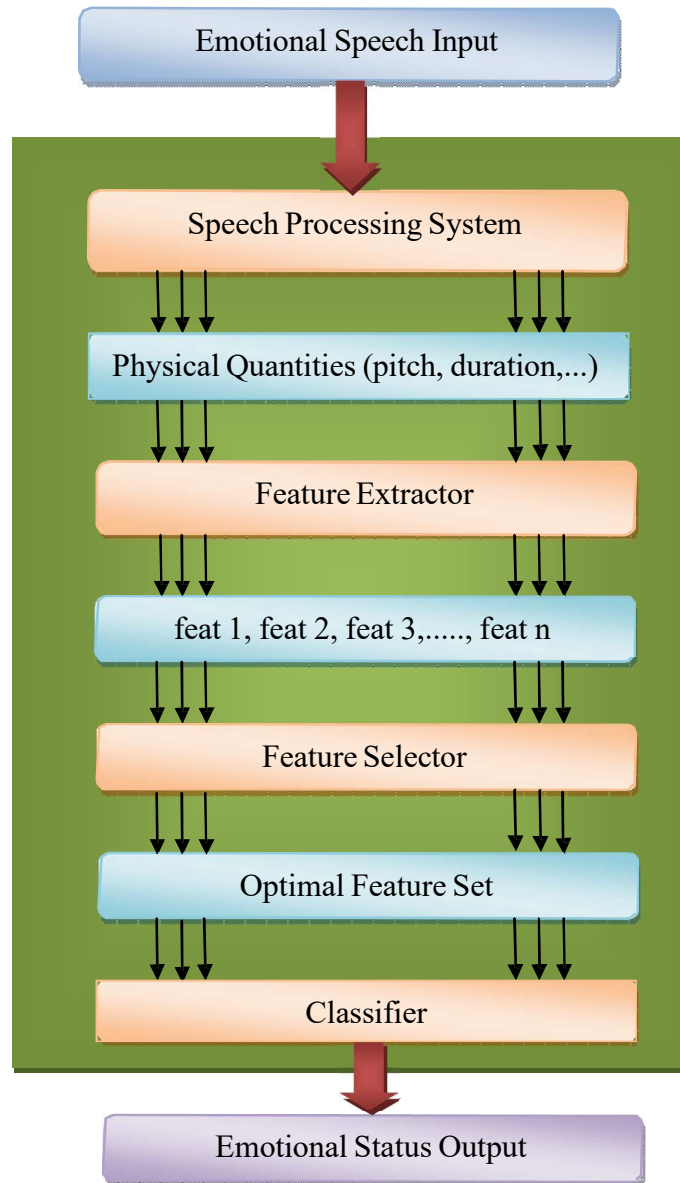 Emotional Speech Input
Speech Processing System
Physical Quantities (pitch, duration,...)
Feature Extractor
feat 1, feat 2, feat 3,....., feat n
Feature Selector
Optimal Feature Set
Classifier
Emotional Status Output